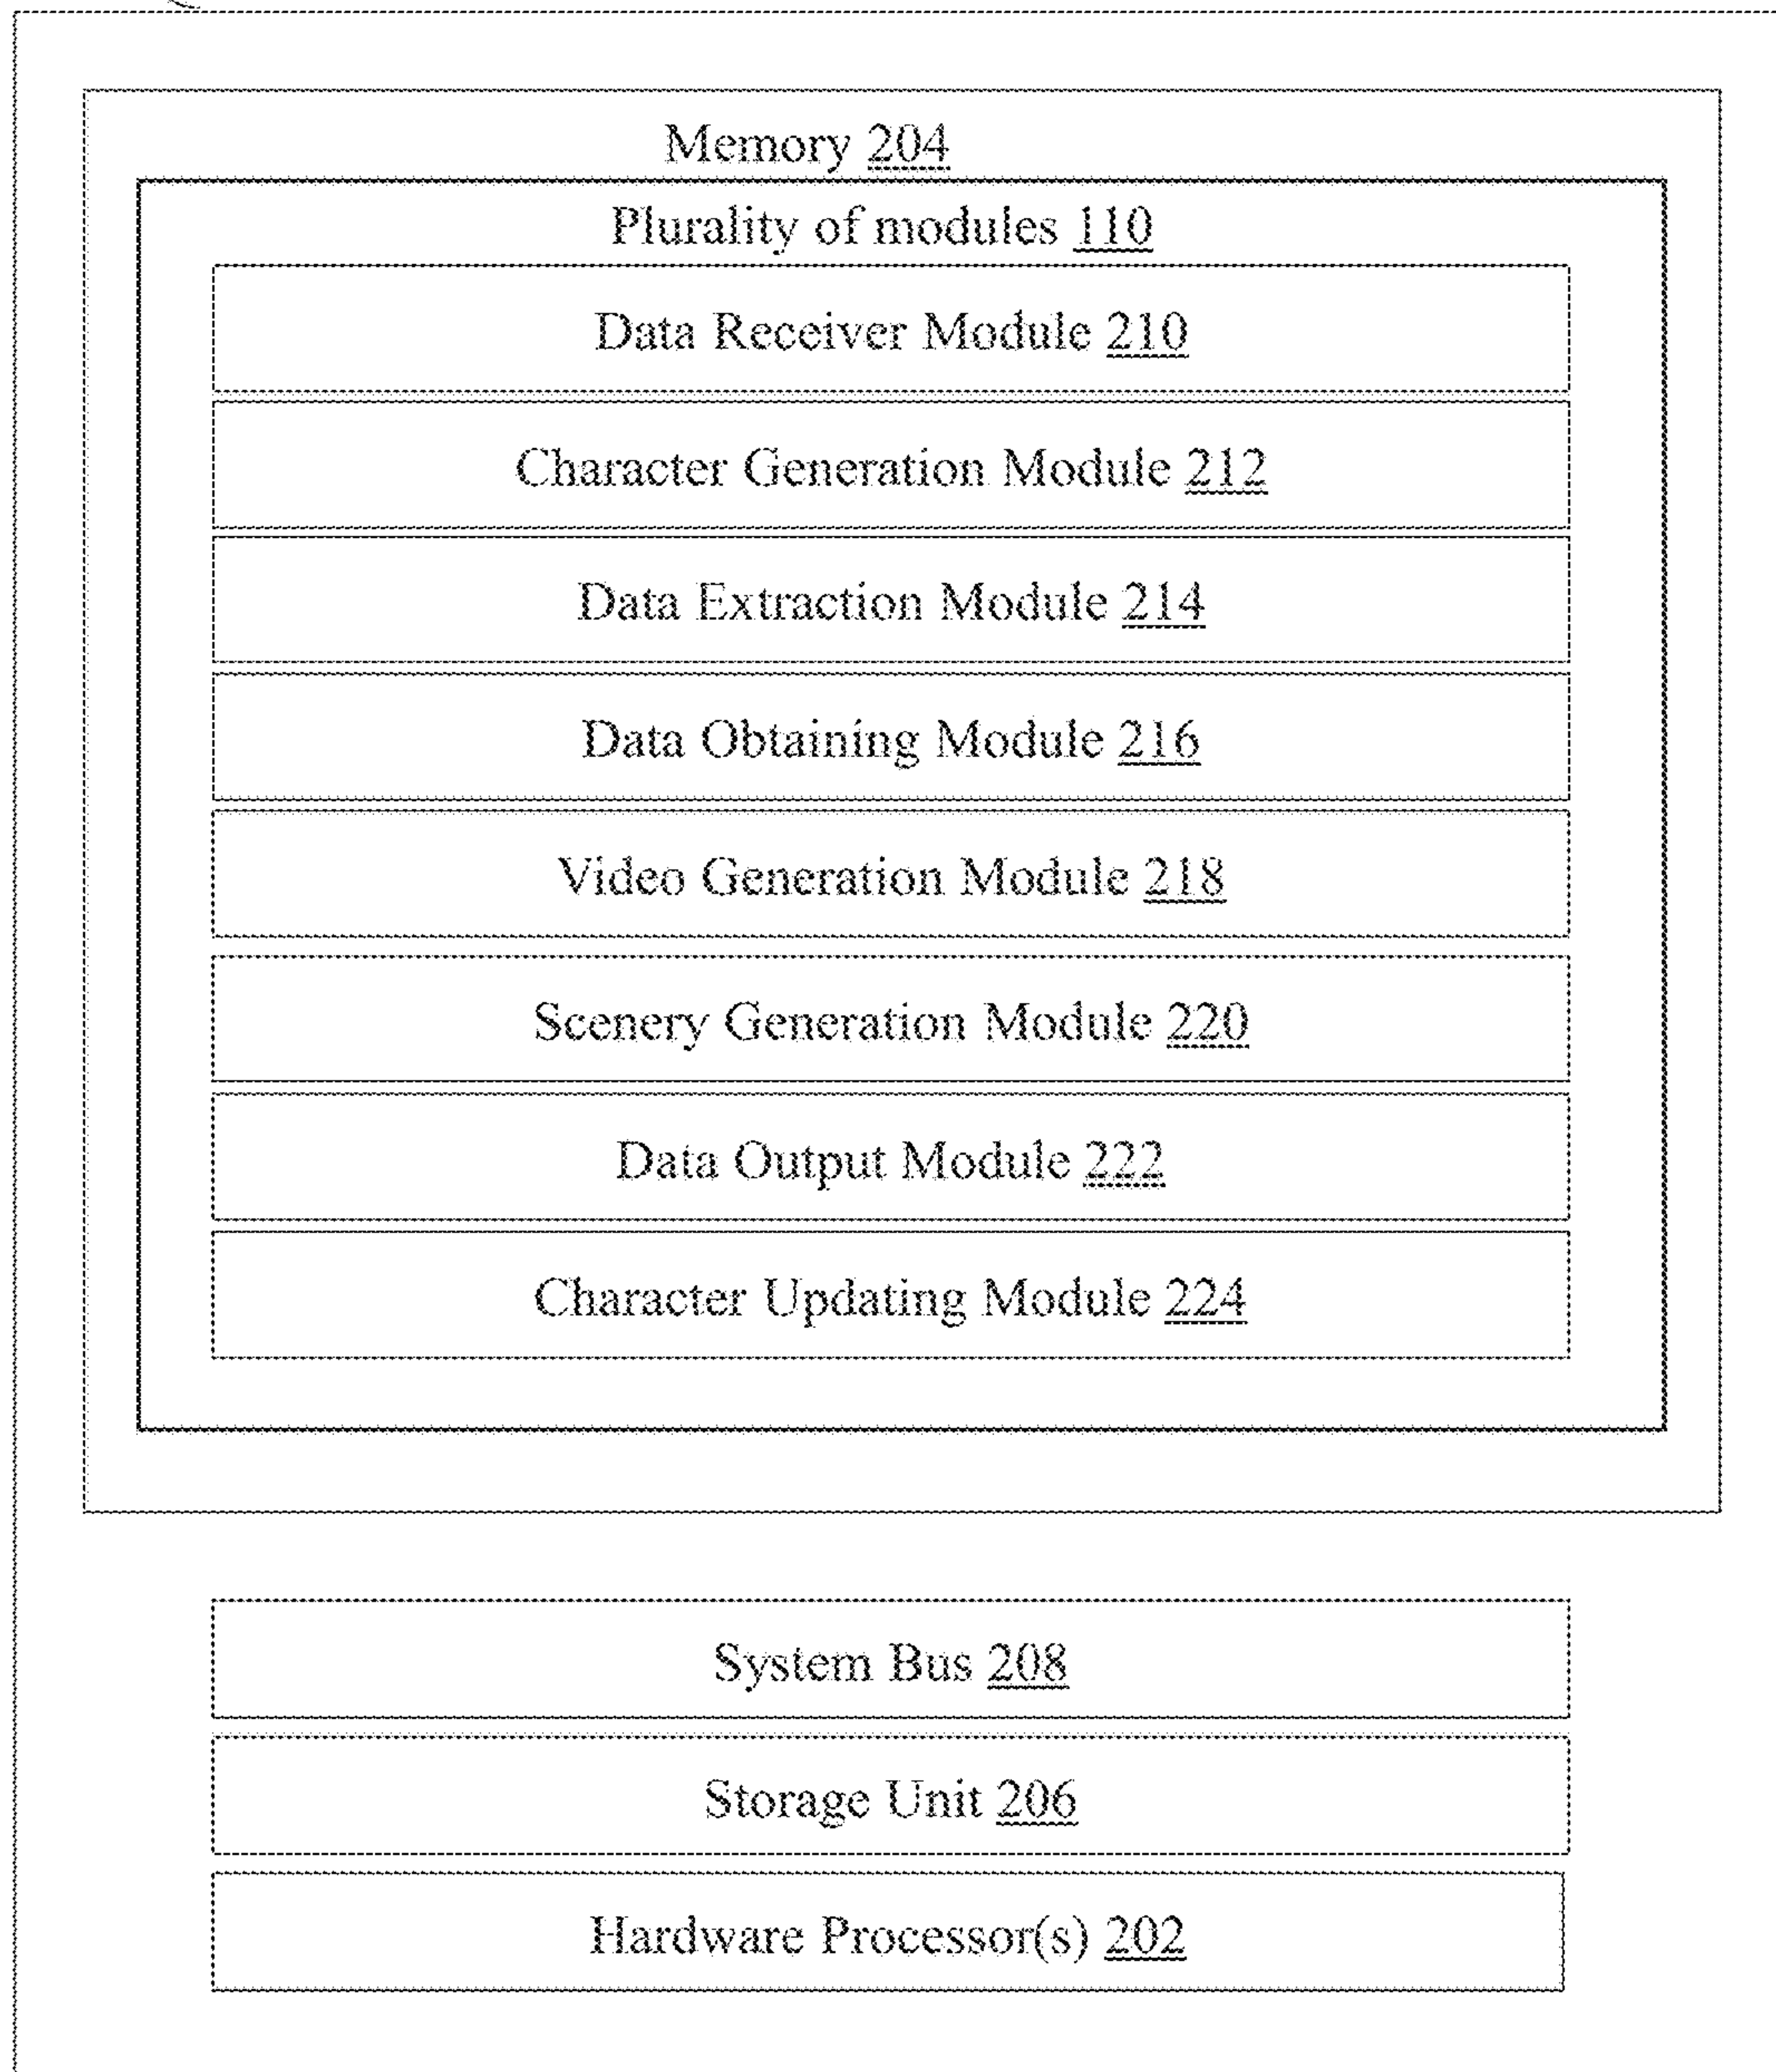 Memory 204
Plurality of modules 110
Data Receiver Module 210
Character Generation Module 212
Data Extraction Module 214
Data Obtaining Module 216
Video Generation Module 218
Scenery Generation Module 220
Data Output Module 222
Character Updating Module 224
System Bus 208
Storage Unit 206
Hardware Processor(s) 202